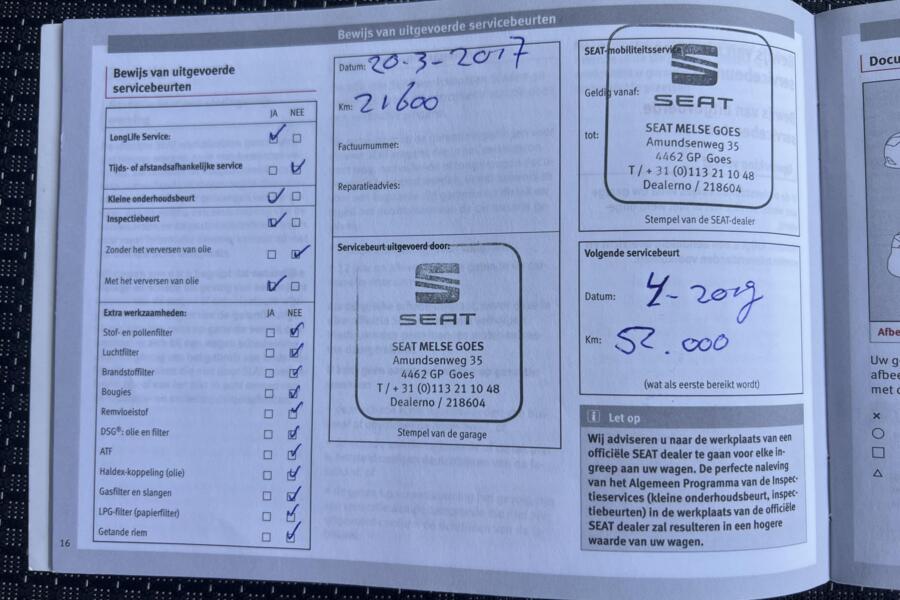 Bewijs van uitgevoerde servicebeurten
Bewijs van uitgevoerde
servicebeurten
JA NEE
LongLife Service:
Tijds- of afstandsafhankelijke service
Kleine onderhoudsbeurt
Inspectiebeurt
Zonder het verversen van olie
Met het verversen van olie
Extra werkzaamheden: JA NEE
Stof- en pollenfilter
Luchtfilter
Brandstoffilter
Bougies
Remvloeistof
DSG®: olie en filter
ATF
Haldex-koppeling (olie)
Gasfilter en slangen
LPG-filter (papierfilter)
Getande riem
16
Datum: 20-3-2017
Km: 21600
Factuurnummer:
Reparatieadvies:
Servicebeurt uitgevoerd door:
SEAT
SEAT MELSE GOES
Amundsenweg 35
4462 GP Goes
T / + 31 (0)113 21 10 48
Dealerno / 218604
Stempel van de garage
SEAT-mobiliteitsservice
Geldig vanaf:
tot:
SEAT
SEAT MELSE GOES
Amundsenweg 35
4462 GP Goes
T / + 31 (0)113 21 10 48
Dealerno / 218604
Stempel van de SEAT-dealer
Volgende servicebeurt
Datum: 4-2019
Km: 52.000
(wat als eerste bereikt wordt)
i Let op
Wij adviseren u naar de werkplaats van een
officiële SEAT dealer te gaan voor elke in-
greep aan uw wagen. De perfecte naleving
van het Algemeen Programma van de Inspec-
tieservices (kleine onderhoudsbeurt, inspec-
tiebeurten) in de werkplaats van de officiële
SEAT dealer zal resulteren in een hogere
waarde van uw wagen.
Docu
Afbe
Uw g
afbee
met d